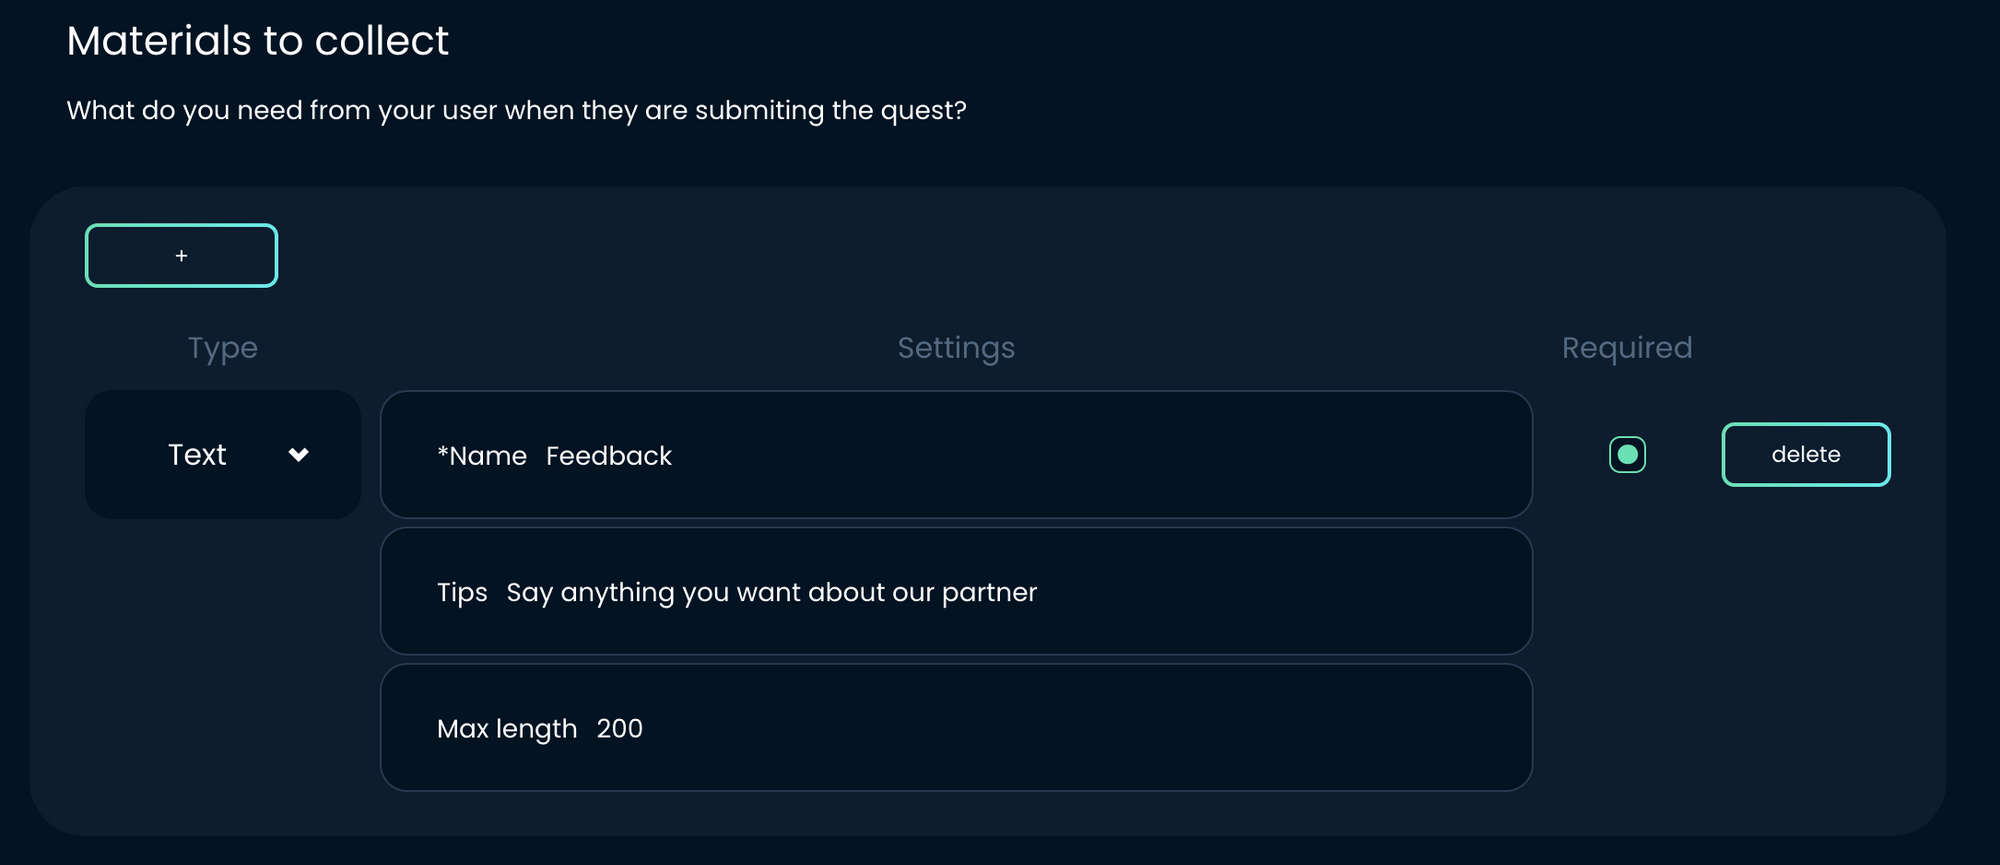 Materials to collect
What do you need from your user when they are submiting the quest?
+
Type Settings Required
Text *Name Feedback delete
Tips Say anything you want about our partner
Max length 200